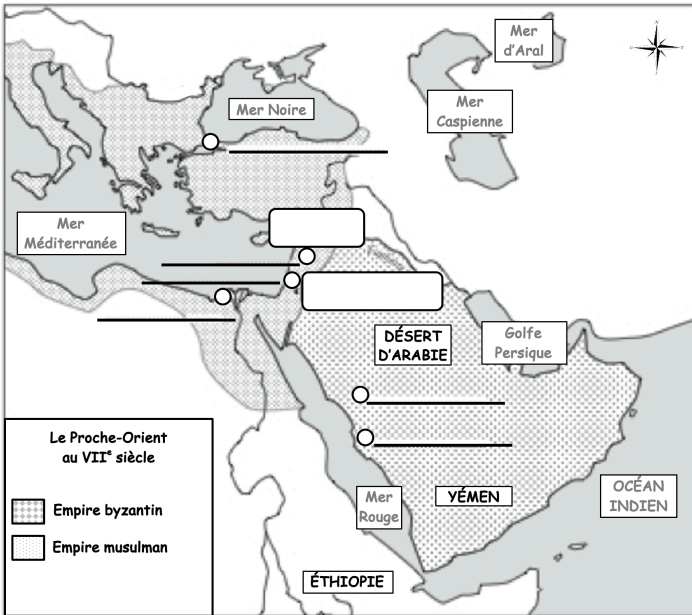 Mer
d'Aral
Mer Noire
Mer
Caspienne
Mer
Méditerranée
DÉSERT
D'ARABIE
Golfe
Persique
Le Proche-Orient
au VIIe siècle
Empire byzantin
Empire musulman
Mer
Rouge
YÉMEN
OCÉAN
INDIEN
ÉTHIOPIE